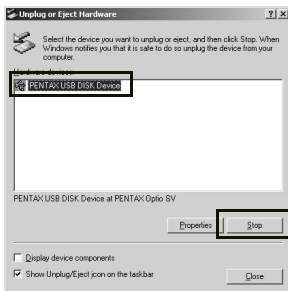 Unplug or Eject Hardware
Select the device you want to unplug or eject, and then click Stop. When
Windows notifies you that it is safe to do so unplug the device from your
computer.
Hardware devices:
PENTAX USB DISK Device
PENTAX USB DISK Device at PENTAX Optio SV
Properties
Stop
Display device components
Show Unplug/Eject icon on the taskbar
Close